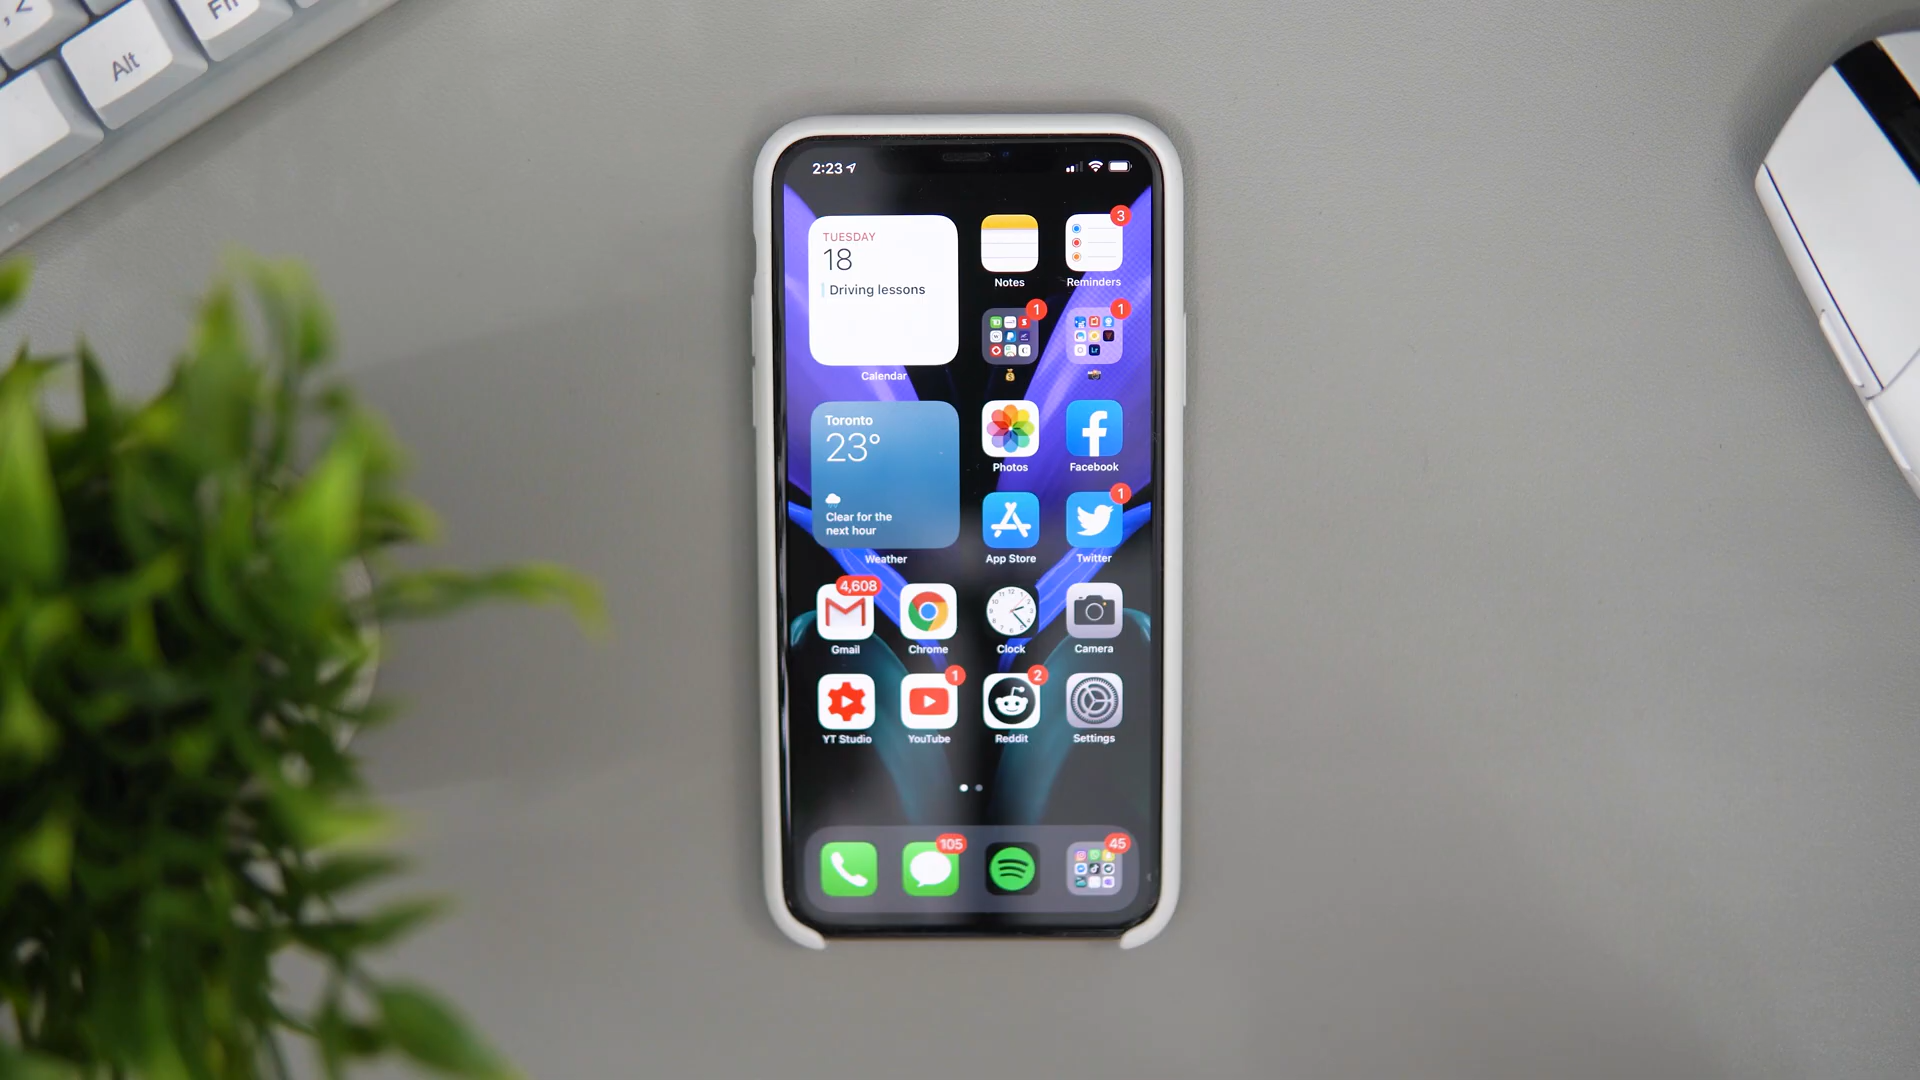 Alt
Fn
2:23
TUESDAY
18
Driving lessons
Calendar
Notes
3
Reminders
1
1
Toronto
23°
Clear for the
next hour
Weather
Photos
Facebook
App Store
1
Twitter
4,608
Gmail
Chrome
Clock
Camera
YT Studio
1
YouTube
2
Reddit
Settings
105
45